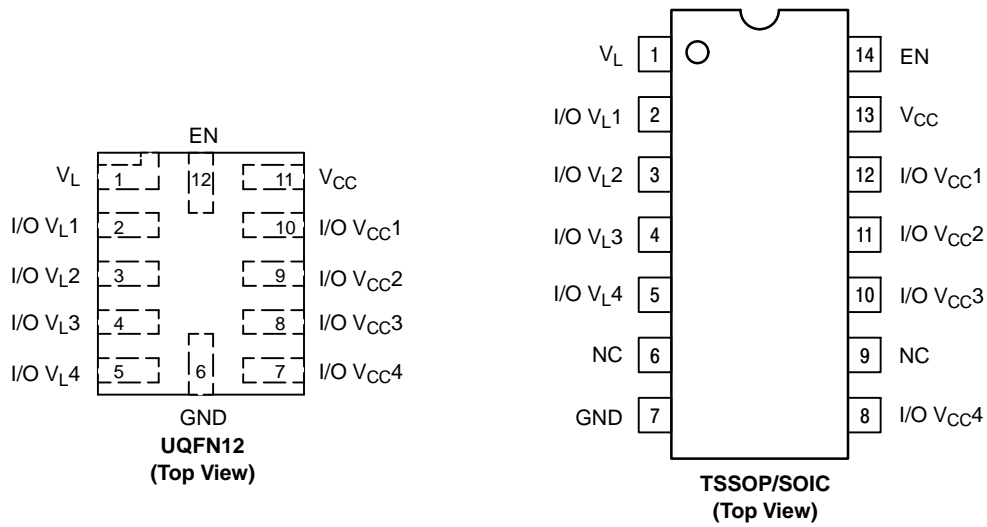 EN
V_L 1 12 11 V_CC
I/O V_L1 2 10 I/O V_CC1
I/O V_L2 3 9 I/O V_CC2
I/O V_L3 4 8 I/O V_CC3
I/O V_L4 5 6 7 I/O V_CC4
GND
UQFN12
(Top View)
V_L 1 14 EN
I/O V_L1 2 13 V_CC
I/O V_L2 3 12 I/O V_CC1
I/O V_L3 4 11 I/O V_CC2
I/O V_L4 5 10 I/O V_CC3
NC 6 9 NC
GND 7 8 I/O V_CC4
TSSOP/SOIC
(Top View)